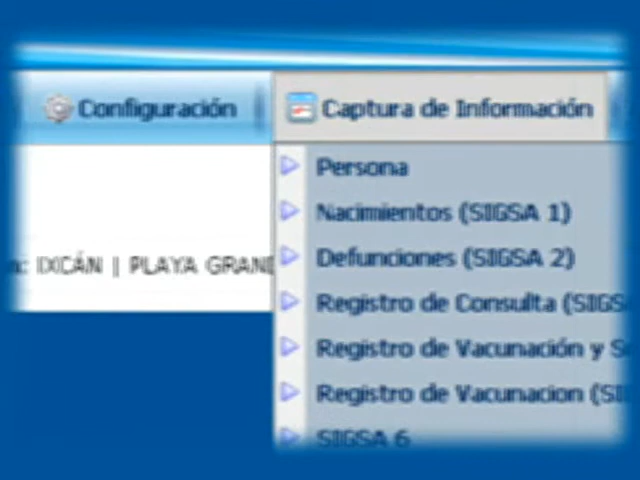 Configuración
Captura de Información
Persona
Nacimientos (SIGSA 1)
Defunciones (SIGSA 2)
: IXCÁN | PLAYA GRAND
Registro de Consulta (SIGS
Registro de Vacunación y S
Registro de Vacunacion (SI
SIGSA 6